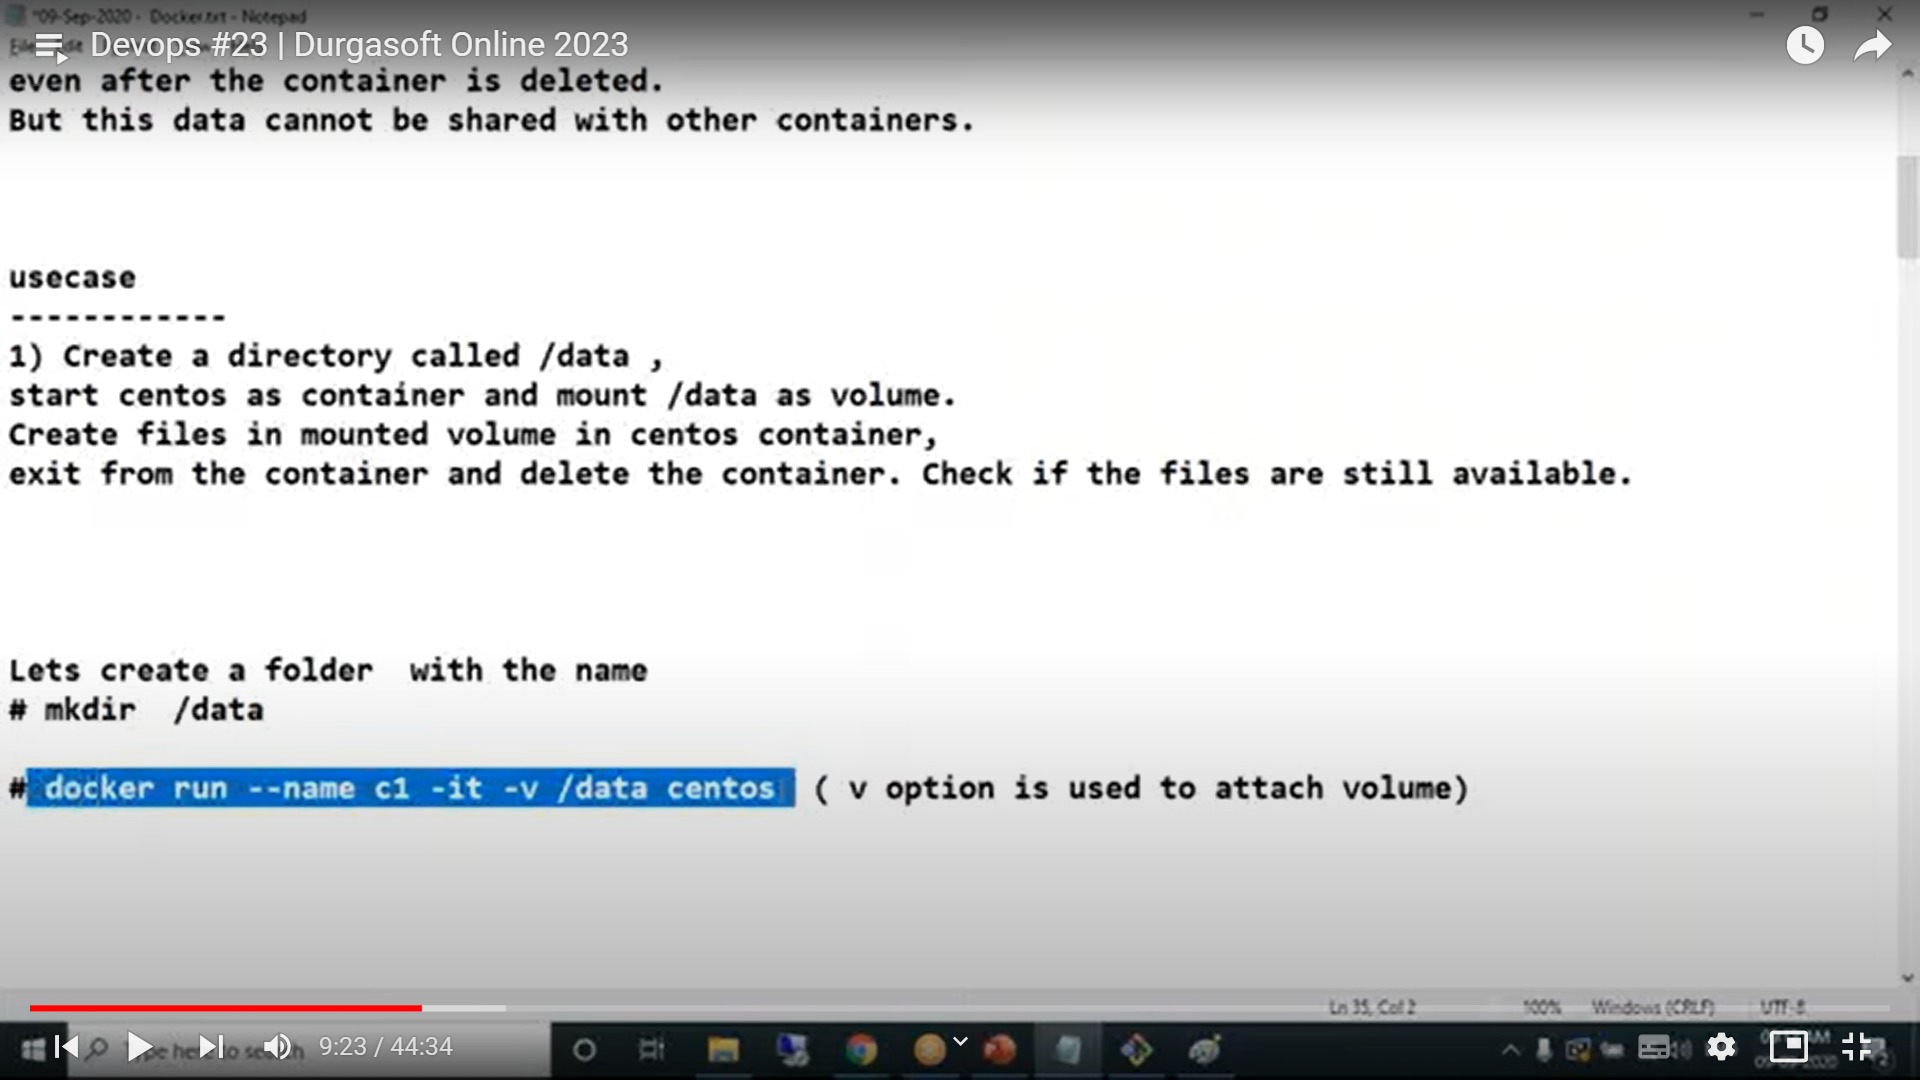 *09-Sep-2020 - Docker.txt - Notepad
Devops #23 | Durgasoft Online 2023
even after the container is deleted.
But this data cannot be shared with other containers.
usecase
------------
1) Create a directory called /data ,
start centos as container and mount /data as volume.
Create files in mounted volume in centos container,
exit from the container and delete the container. Check if the files are still available.
Lets create a folder  with the name
# mkdir  /data
# docker run --name c1 -it -v /data centos  ( v option is used to attach volume)
Ln 35, Col 2
100%
Windows (CRLF)
UTF-8
Type here to search
9:23 / 44:34